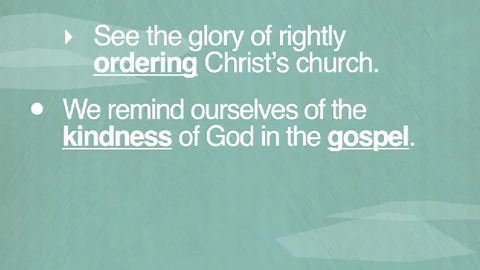 See the glory of rightly
ordering Christ's church.
We remind ourselves of the
kindness of God in the gospel.